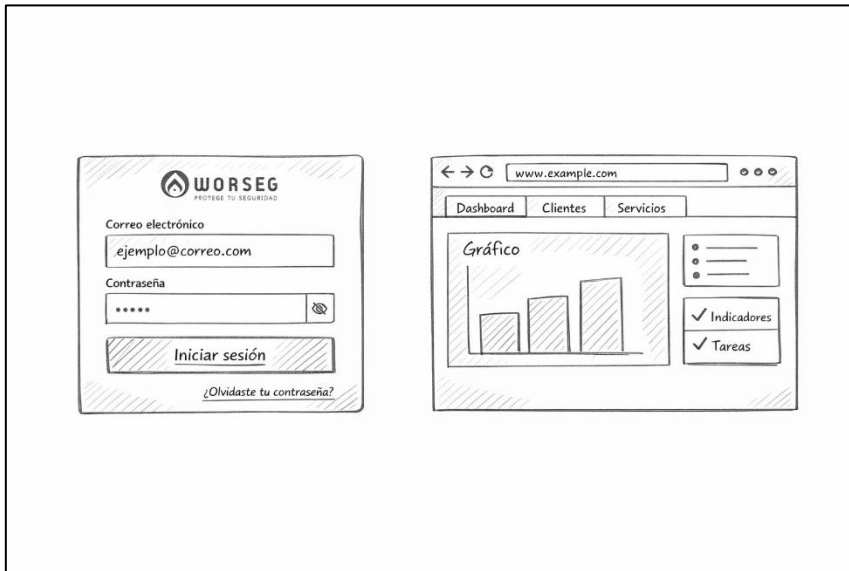 WORSEG
PROTEGE TU SEGURIDAD
Correo electrónico
ejemplo@correo.com
Contraseña
Iniciar sesión
¿Olvidaste tu contraseña?
www.example.com
Dashboard Clientes Servicios
Gráfico
Indicadores
Tareas